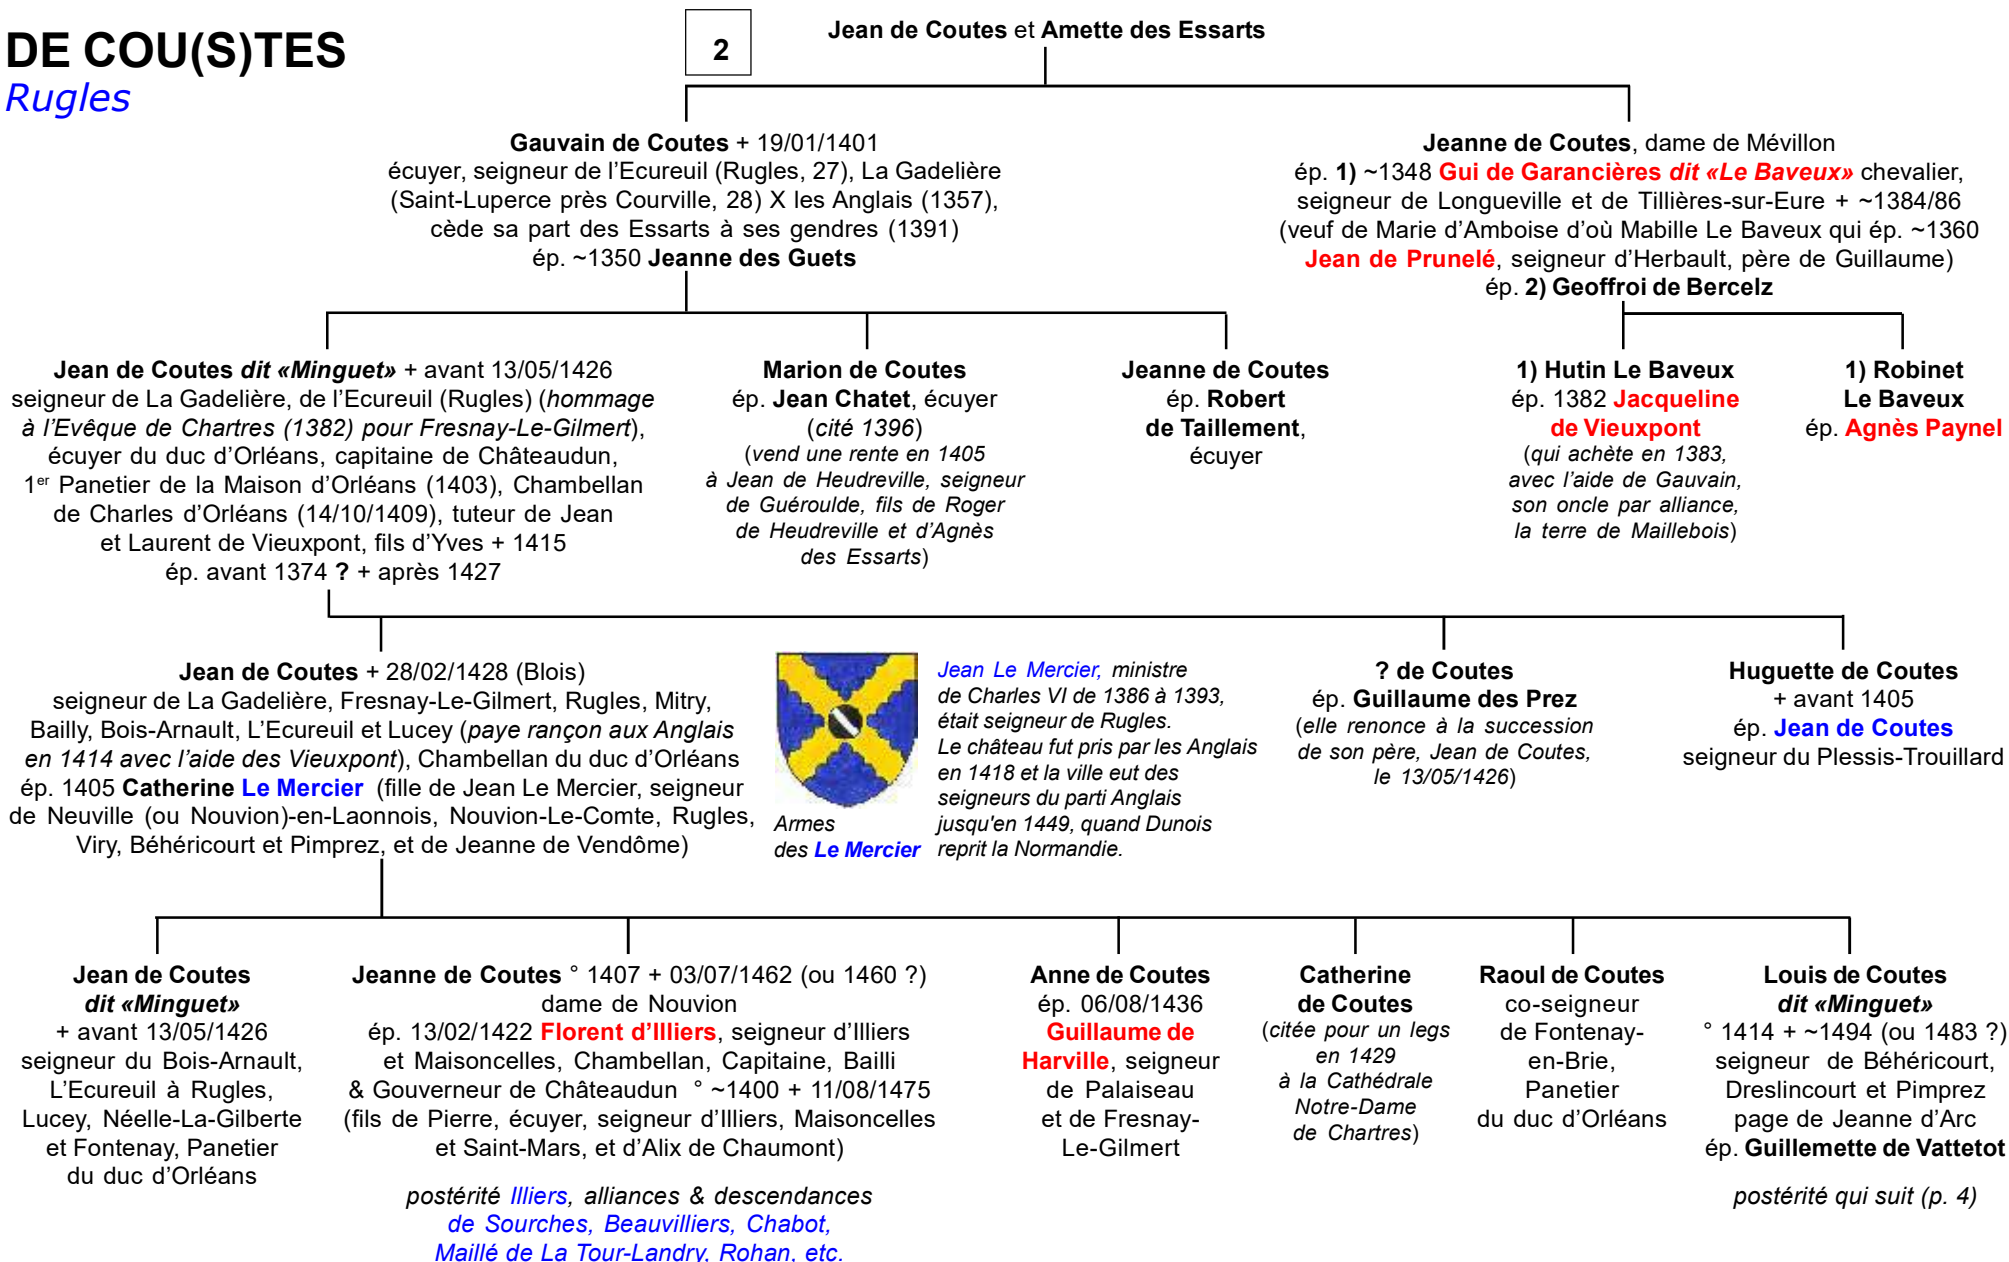 DE COU(S)TES
Rugles
2
Jean de Coutes et Amette des Essarts
Gauvain de Coutes + 19/01/1401
écuyer, seigneur de l’Ecureuil (Rugles, 27), La Gadelière
(Saint-Luperce près Courville, 28) X les Anglais (1357),
cède sa part des Essarts à ses gendres (1391)
ép. ~1350 Jeanne des Guets
Jeanne de Coutes, dame de Mévillon
ép. 1) ~1348 Gui de Garancières dit «Le Baveux» chevalier,
seigneur de Longueville et de Tillières-sur-Eure + ~1384/86
(veuf de Marie d’Amboise d’où Mabille Le Baveux qui ép. ~1360
Jean de Prunelé, seigneur d’Herbault, père de Guillaume)
ép. 2) Geoffroi de Bercelz
Jean de Coutes dit «Minguet» + avant 13/05/1426
seigneur de La Gadelière, de l’Ecureuil (Rugles) (hommage
à l’Evêque de Chartres (1382) pour Fresnay-Le-Gilmert),
écuyer du duc d’Orléans, capitaine de Châteaudun,
1er Panetier de la Maison d’Orléans (1403), Chambellan
de Charles d’Orléans (14/10/1409), tuteur de Jean
et Laurent de Vieuxpont, fils d’Yves + 1415
ép. avant 1374 ? + après 1427
Marion de Coutes
ép. Jean Chatet, écuyer
(cité 1396)
(vend une rente en 1405
à Jean de Heudreville, seigneur
de Guéroulde, fils de Roger
de Heudreville et d’Agnès
des Essarts)
Jeanne de Coutes
ép. Robert
de Taillement,
écuyer
1) Hutin Le Baveux
ép. 1382 Jacqueline
de Vieuxpont
(qui achète en 1383,
avec l’aide de Gauvain,
son oncle par alliance,
la terre de Maillebois)
1) Robinet
Le Baveux
ép. Agnès Paynel
Jean de Coutes + 28/02/1428 (Blois)
seigneur de La Gadelière, Fresnay-Le-Gilmert, Rugles, Mitry,
Bailly, Bois-Arnault, L’Ecureuil et Lucey (paye rançon aux Anglais
en 1414 avec l’aide des Vieuxpont), Chambellan du duc d’Orléans
ép. 1405 Catherine Le Mercier (fille de Jean Le Mercier, seigneur
de Neuville (ou Nouvion)-en-Laonnois, Nouvion-Le-Comte, Rugles,
Viry, Béhéricourt et Pimprez, et de Jeanne de Vendôme)
Armes
des Le Mercier
Jean Le Mercier, ministre
de Charles VI de 1386 à 1393,
était seigneur de Rugles.
Le château fut pris par les Anglais
en 1418 et la ville eut des
seigneurs du parti Anglais
jusqu'en 1449, quand Dunois
reprit la Normandie.
? de Coutes
ép. Guillaume des Prez
(elle renonce à la succession
de son père, Jean de Coutes,
le 13/05/1426)
Huguette de Coutes
+ avant 1405
ép. Jean de Coutes
seigneur du Plessis-Trouillard
Jean de Coutes
dit «Minguet»
+ avant 13/05/1426
seigneur du Bois-Arnault,
L’Ecureuil à Rugles,
Lucey, Néelle-La-Gilberte
et Fontenay, Panetier
du duc d’Orléans
Jeanne de Coutes ° 1407 + 03/07/1462 (ou 1460 ?)
dame de Nouvion
ép. 13/02/1422 Florent d’Illiers, seigneur d’Illiers
et Maisoncelles, Chambellan, Capitaine, Bailli
& Gouverneur de Châteaudun ° ~1400 + 11/08/1475
(fils de Pierre, écuyer, seigneur d’Illiers, Maisoncelles
et Saint-Mars, et d’Alix de Chaumont)
postérité Illiers, alliances & descendances
de Sourches, Beauvilliers, Chabot,
Maillé de La Tour-Landry, Rohan, etc.
Anne de Coutes
ép. 06/08/1436
Guillaume de
Harville, seigneur
de Palaiseau
et de Fresnay-
Le-Gilmert
Catherine
de Coutes
(citée pour un legs
en 1429
à la Cathédrale
Notre-Dame
de Chartres)
Raoul de Coutes
co-seigneur
de Fontenay-
en-Brie,
Panetier
du duc d’Orléans
Louis de Coutes
dit «Minguet»
° 1414 + ~1494 (ou 1483 ?)
seigneur de Béhéricourt,
Dreslincourt et Pimprez
page de Jeanne d’Arc
ép. Guillemette de Vattetot
postérité qui suit (p. 4)